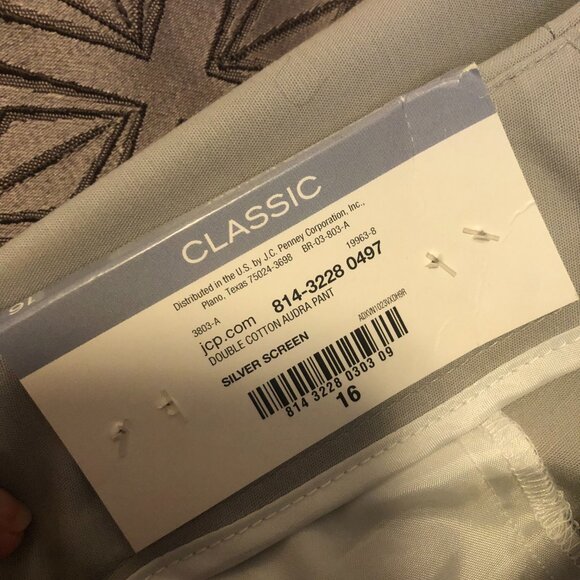 CLASSIC
Distributed in the U.S. by J.C. Penney Corporation, Inc.,
Plano, Texas 75024-3698 BR-03-803-A
3803-A 19963-8
jcp.com 814-3228 0497
DOUBLE COTTON AUDRA PANT
SILVER SCREEN
814 3228 0303 09
16